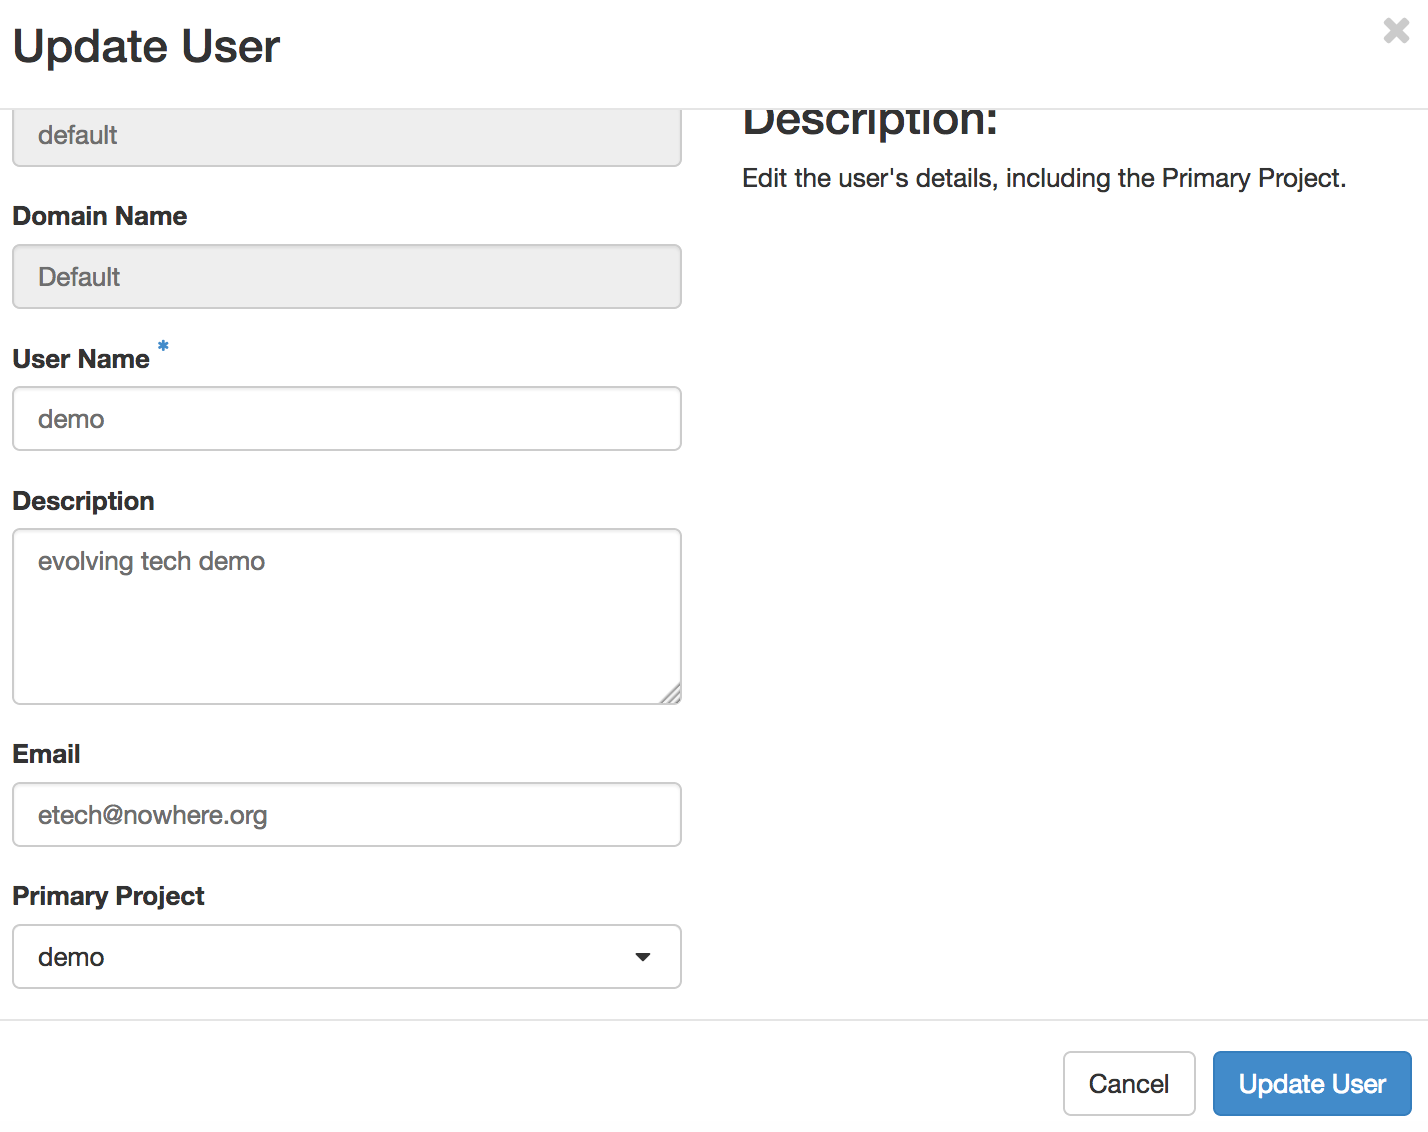 Update User
default
Domain Name
Default
User Name *
demo
Description
evolving tech demo
Email
etech@nowhere.org
Primary Project
demo
Description:
Edit the user's details, including the Primary Project.
Cancel
Update User